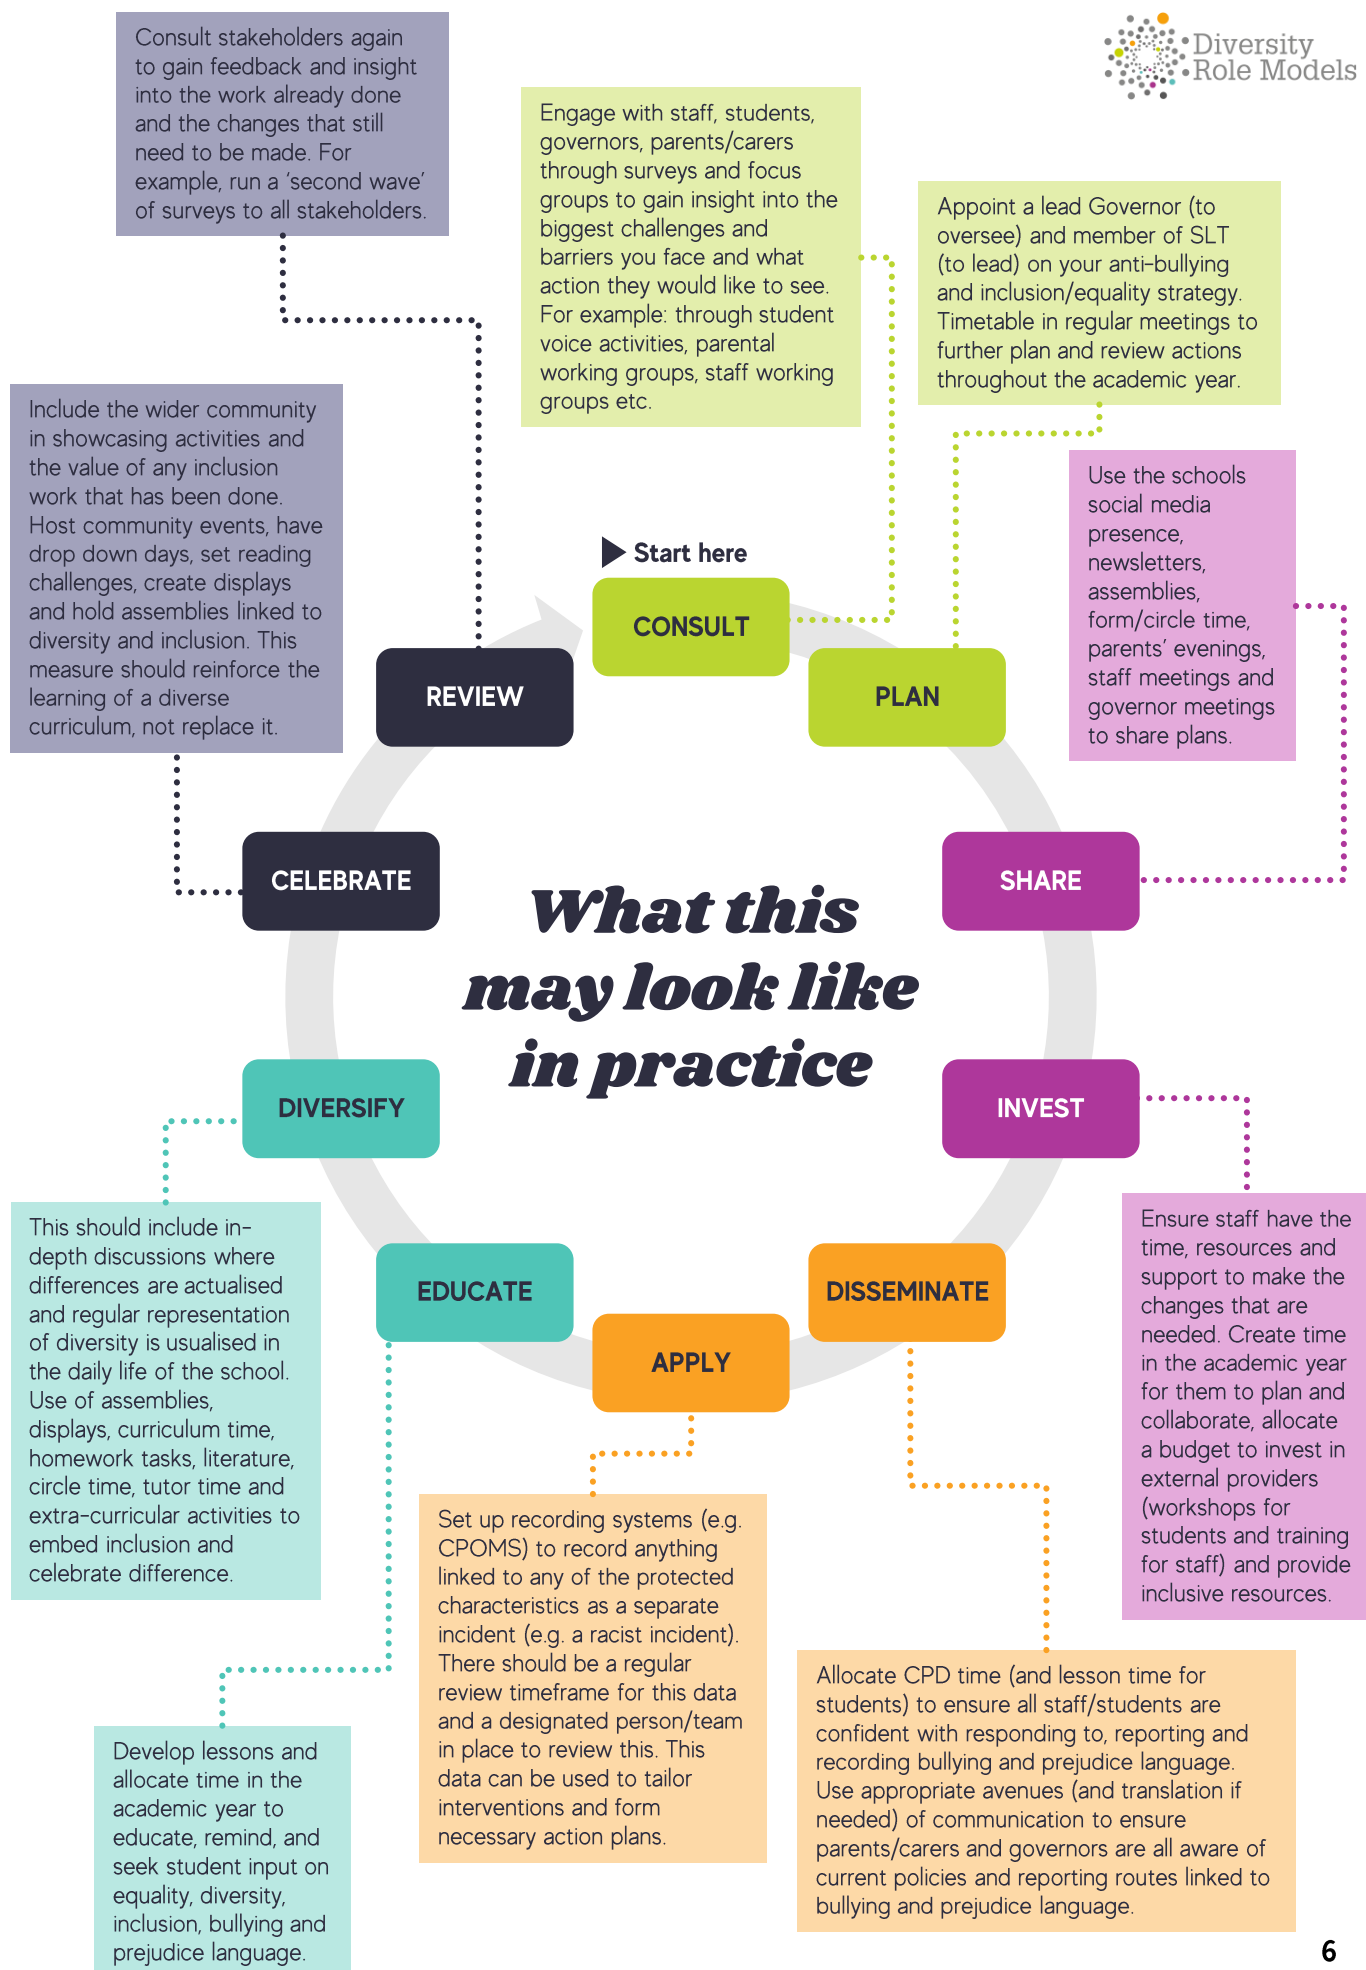 Diversity
Role Models
Consult stakeholders again
to gain feedback and insight
into the work already done
and the changes that still
need to be made. For
example, run a ‘second wave’
of surveys to all stakeholders.
Engage with staff, students,
governors, parents/carers
through surveys and focus
groups to gain insight into the
biggest challenges and
barriers you face and what
action they would like to see.
For example: through student
voice activities, parental
working groups, staff working
groups etc.
Appoint a lead Governor (to
oversee) and member of SLT
(to lead) on your anti-bullying
and inclusion/equality strategy.
Timetable in regular meetings to
further plan and review actions
throughout the academic year.
Include the wider community
in showcasing activities and
the value of any inclusion
work that has been done.
Host community events, have
drop down days, set reading
challenges, create displays
and hold assemblies linked to
diversity and inclusion. This
measure should reinforce the
learning of a diverse
curriculum, not replace it.
Use the schools
social media
presence,
newsletters,
assemblies,
form/circle time,
parents’ evenings,
staff meetings and
governor meetings
to share plans.
Start here
CONSULT
REVIEW
PLAN
CELEBRATE
SHARE
What this
may look like
in practice
DIVERSIFY
INVEST
EDUCATE
DISSEMINATE
APPLY
This should include in-
depth discussions where
differences are actualised
and regular representation
of diversity is usualised in
the daily life of the school.
Use of assemblies,
displays, curriculum time,
homework tasks, literature,
circle time, tutor time and
extra-curricular activities to
embed inclusion and
celebrate difference.
Ensure staff have the
time, resources and
support to make the
changes that are
needed. Create time
in the academic year
for them to plan and
collaborate, allocate
a budget to invest in
external providers
(workshops for
students and training
for staff) and provide
inclusive resources.
Set up recording systems (e.g.
CPOMS) to record anything
linked to any of the protected
characteristics as a separate
incident (e.g. a racist incident).
There should be a regular
review timeframe for this data
and a designated person/team
in place to review this. This
data can be used to tailor
interventions and form
necessary action plans.
Allocate CPD time (and lesson time for
students) to ensure all staff/students are
confident with responding to, reporting and
recording bullying and prejudice language.
Use appropriate avenues (and translation if
needed) of communication to ensure
parents/carers and governors are all aware of
current policies and reporting routes linked to
bullying and prejudice language.
Develop lessons and
allocate time in the
academic year to
educate, remind, and
seek student input on
equality, diversity,
inclusion, bullying and
prejudice language.
6